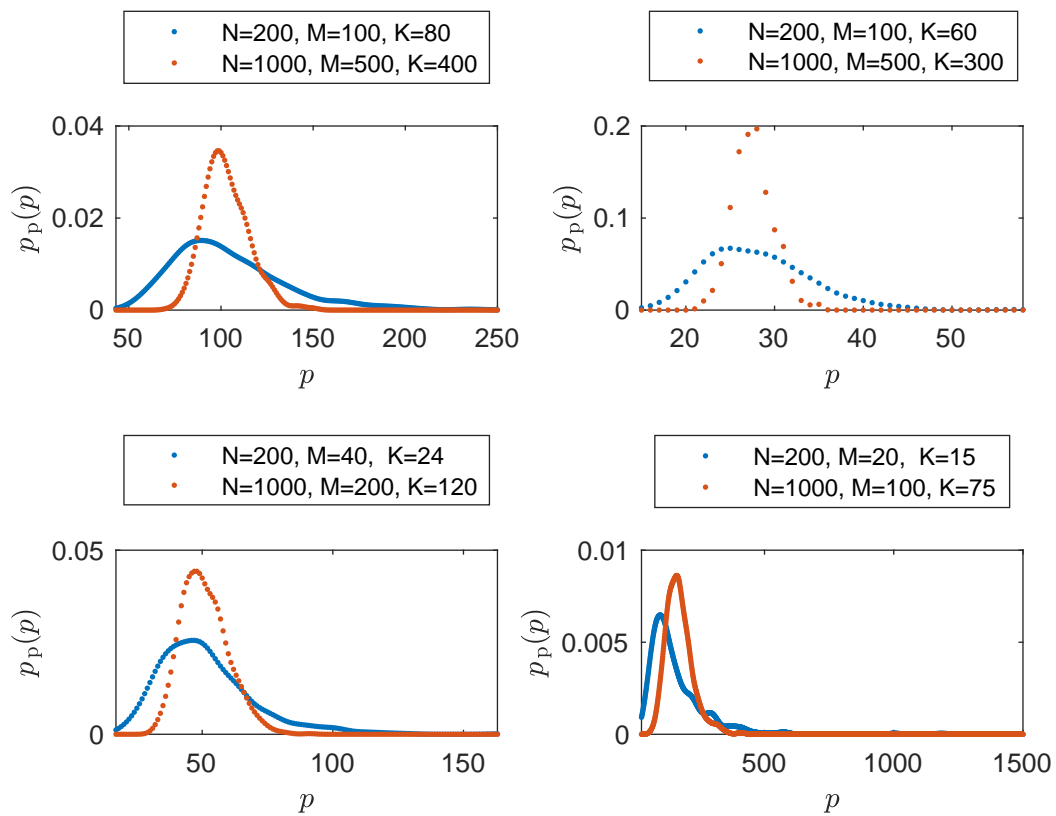 N=200, M=100, K=80
N=1000, M=500, K=400
0.04
0.02
0
50 100 150 200 250
p
p_p(p)
N=200, M=100, K=60
N=1000, M=500, K=300
0.2
0.1
0
20 30 40 50
p
p_p(p)
N=200, M=40, K=24
N=1000, M=200, K=120
0.05
0
50 100 150
p
p_p(p)
N=200, M=20, K=15
N=1000, M=100, K=75
0.01
0.005
0
500 1000 1500
p
p_p(p)